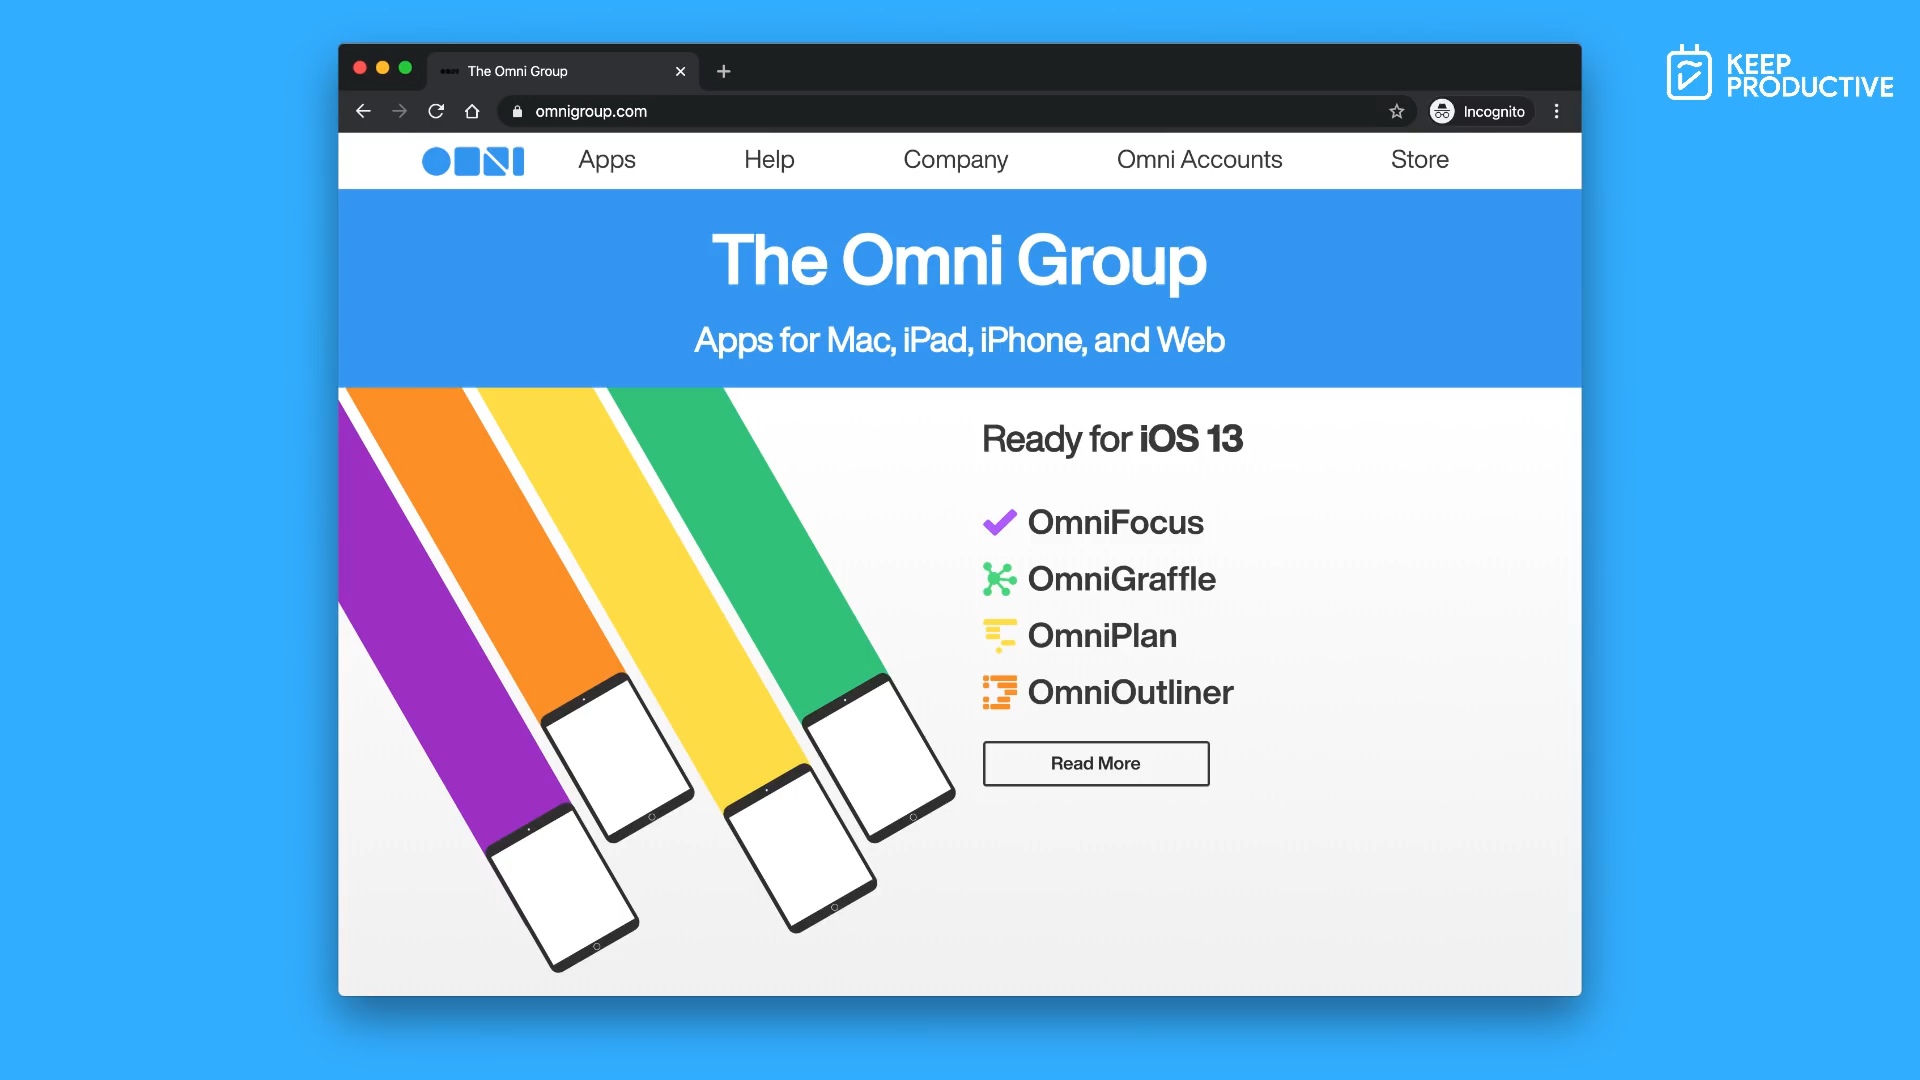 The Omni Group
KEEP
PRODUCTIVE
omnigroup.com
Incognito
OMNI
Apps
Help
Company
Omni Accounts
Store
The Omni Group
Apps for Mac, iPad, iPhone, and Web
Ready for iOS 13
OmniFocus
OmniGraffle
OmniPlan
OmniOutliner
Read More